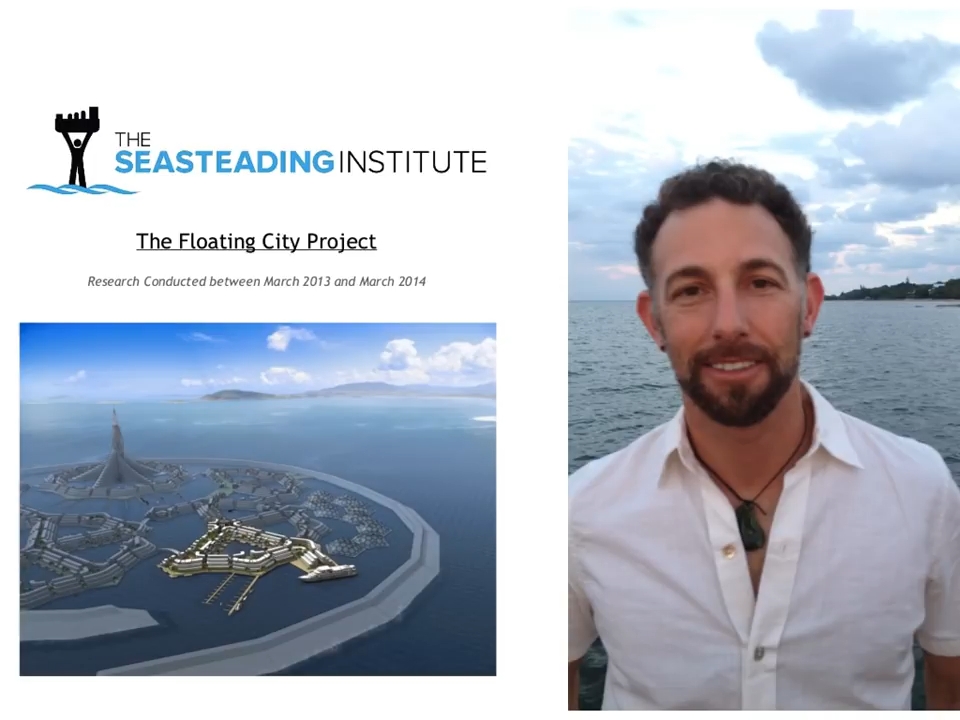 THE
SEASTEADING INSTITUTE
The Floating City Project
Research Conducted between March 2013 and March 2014